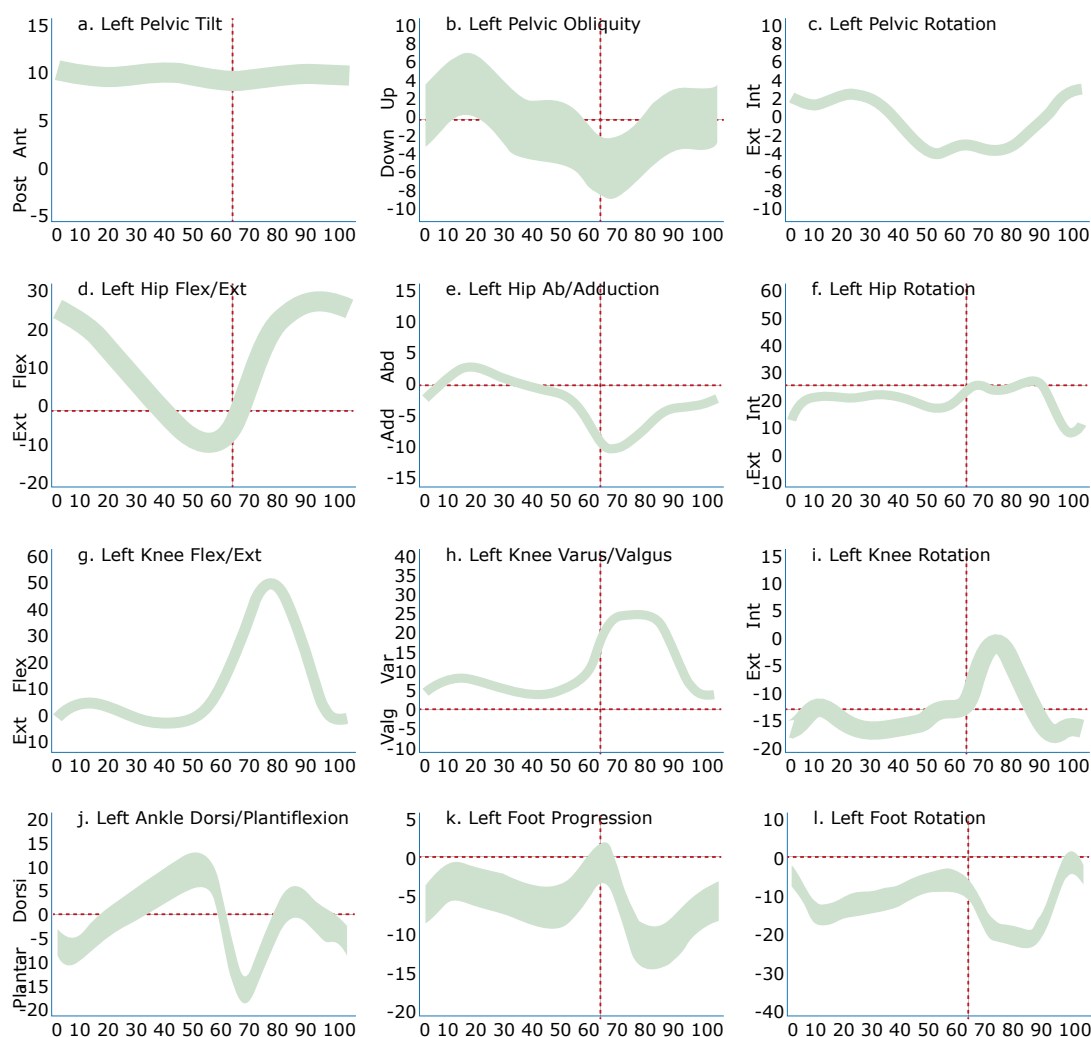 a. Left Pelvic Tilt
15
10
5
0
-5
Ant
Post
0 10 20 30 40 50 60 70 80 90 100
b. Left Pelvic Obliquity
10
8
6
4
2
0
-2
-4
-6
-8
-10
Up
Down
0 10 20 30 40 50 60 70 80 90 100
c. Left Pelvic Rotation
10
8
6
4
2
0
-2
-4
-6
-8
-10
Int
Ext
0 10 20 30 40 50 60 70 80 90 100
d. Left Hip Flex/Ext
30
20
10
0
-10
-20
Flex
Ext
0 10 20 30 40 50 60 70 80 90 100
e. Left Hip Ab/Adduction
15
10
5
0
-5
-10
-15
Abd
Add
0 10 20 30 40 50 60 70 80 90 100
f. Left Hip Rotation
60
50
40
30
20
10
0
-10
Int
Ext
0 10 20 30 40 50 60 70 80 90 100
g. Left Knee Flex/Ext
60
50
40
30
20
10
0
10
Flex
Ext
0 10 20 30 40 50 60 70 80 90 100
h. Left Knee Varus/Valgus
40
35
30
25
20
15
10
5
0
-5
-10
Var
Valg
0 10 20 30 40 50 60 70 80 90 100
i. Left Knee Rotation
15
10
5
0
-5
-10
-15
-20
Int
Ext
0 10 20 30 40 50 60 70 80 90 100
j. Left Ankle Dorsi/Plantiflexion
20
15
10
5
0
-5
-10
-15
-20
Dorsi
Plantar
0 10 20 30 40 50 60 70 80 90 100
k. Left Foot Progression
5
0
-5
-10
-15
-20
0 10 20 30 40 50 60 70 80 90 100
l. Left Foot Rotation
10
0
-10
-20
-30
-40
0 10 20 30 40 50 60 70 80 90 100